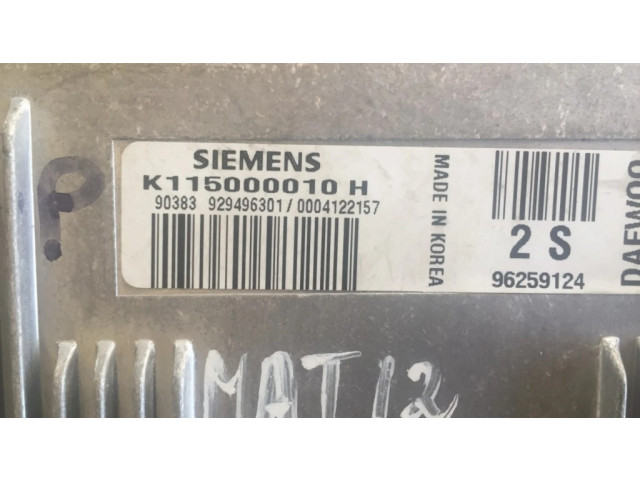 SIEMENS
K115000010 H
90383 929496301/0004122157
MADE IN KOREA
2 S
96259124
DAEWOO
P.
MAT 12